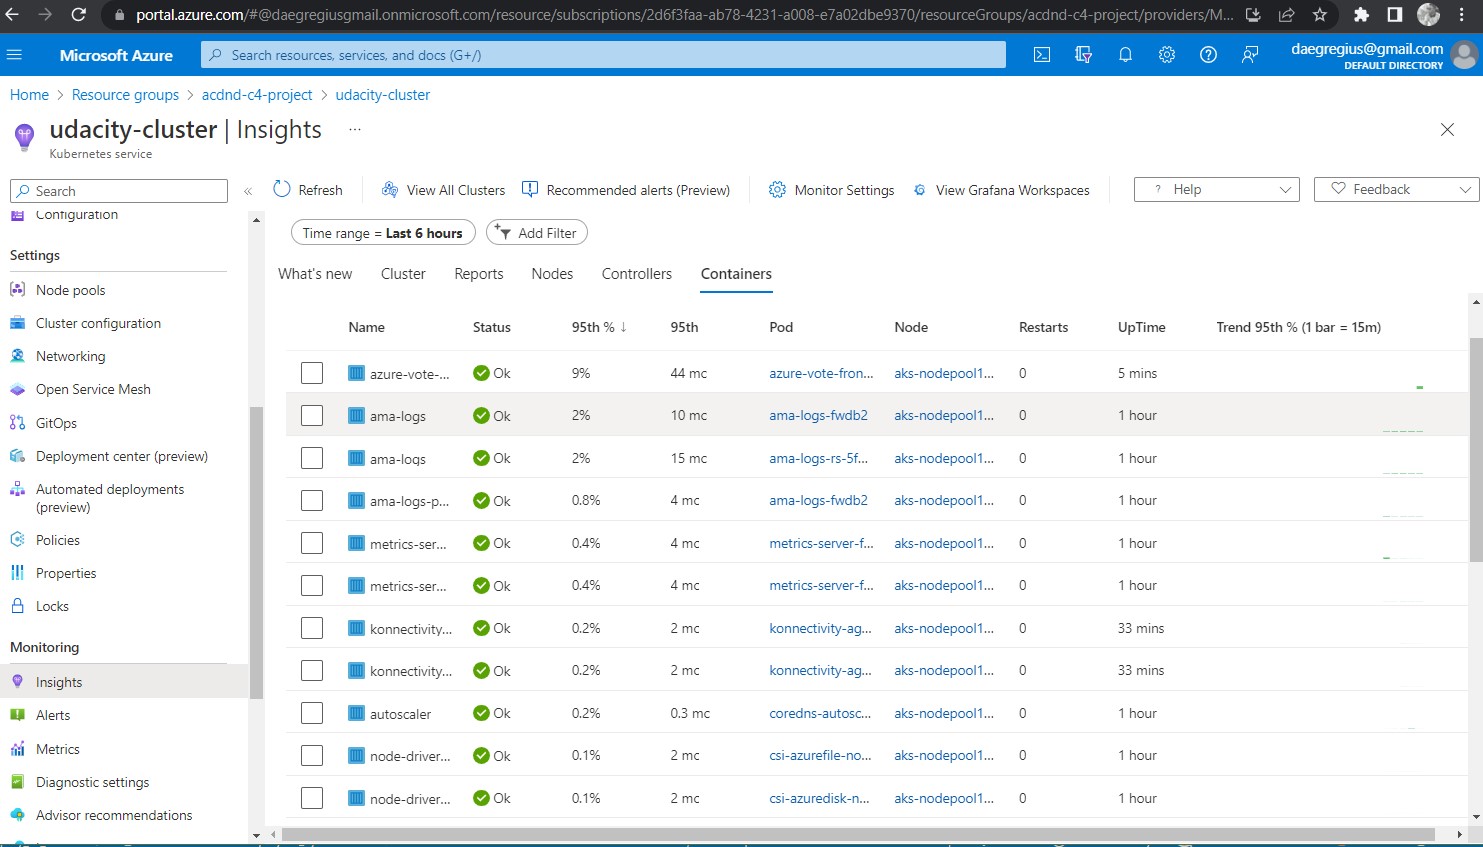 portal.azure.com/#@daegregiusgmail.onmicrosoft.com/resource/subscriptions/2d6f3faa-ab78-4231-a008-e7a02dbe9370/resourceGroups/acdnd-c4-project/providers/M...
Microsoft Azure
Search resources, services, and docs (G+/)
daegregius@gmail.com
DEFAULT DIRECTORY
Home > Resource groups > acdnd-c4-project > udacity-cluster
udacity-cluster | Insights ...
Kubernetes service
Search
«
Refresh
View All Clusters
Recommended alerts (Preview)
Monitor Settings
View Grafana Workspaces
? Help
Feedback
Configuration
Settings
Node pools
Cluster configuration
Networking
Open Service Mesh
GitOps
Deployment center (preview)
Automated deployments
(preview)
Policies
Properties
Locks
Monitoring
Insights
Alerts
Metrics
Diagnostic settings
Advisor recommendations
Time range = Last 6 hours
Add Filter
What's new Cluster Reports Nodes Controllers Containers
Name Status 95th % ↓ 95th Pod Node Restarts UpTime Trend 95th % (1 bar = 15m)
azure-vote-... Ok 9% 44 mc azure-vote-fron... aks-nodepool1... 0 5 mins
ama-logs Ok 2% 10 mc ama-logs-fwdb2 aks-nodepool1... 0 1 hour
ama-logs Ok 2% 15 mc ama-logs-rs-5f... aks-nodepool1... 0 1 hour
ama-logs-p... Ok 0.8% 4 mc ama-logs-fwdb2 aks-nodepool1... 0 1 hour
metrics-ser... Ok 0.4% 4 mc metrics-server-f... aks-nodepool1... 0 1 hour
metrics-ser... Ok 0.4% 4 mc metrics-server-f... aks-nodepool1... 0 1 hour
konnectivity... Ok 0.2% 2 mc konnectivity-ag... aks-nodepool1... 0 33 mins
konnectivity... Ok 0.2% 2 mc konnectivity-ag... aks-nodepool1... 0 33 mins
autoscaler Ok 0.2% 0.3 mc coredns-autosc... aks-nodepool1... 0 1 hour
node-driver... Ok 0.1% 2 mc csi-azurefile-no... aks-nodepool1... 0 1 hour
node-driver... Ok 0.1% 2 mc csi-azuredisk-n... aks-nodepool1... 0 1 hour